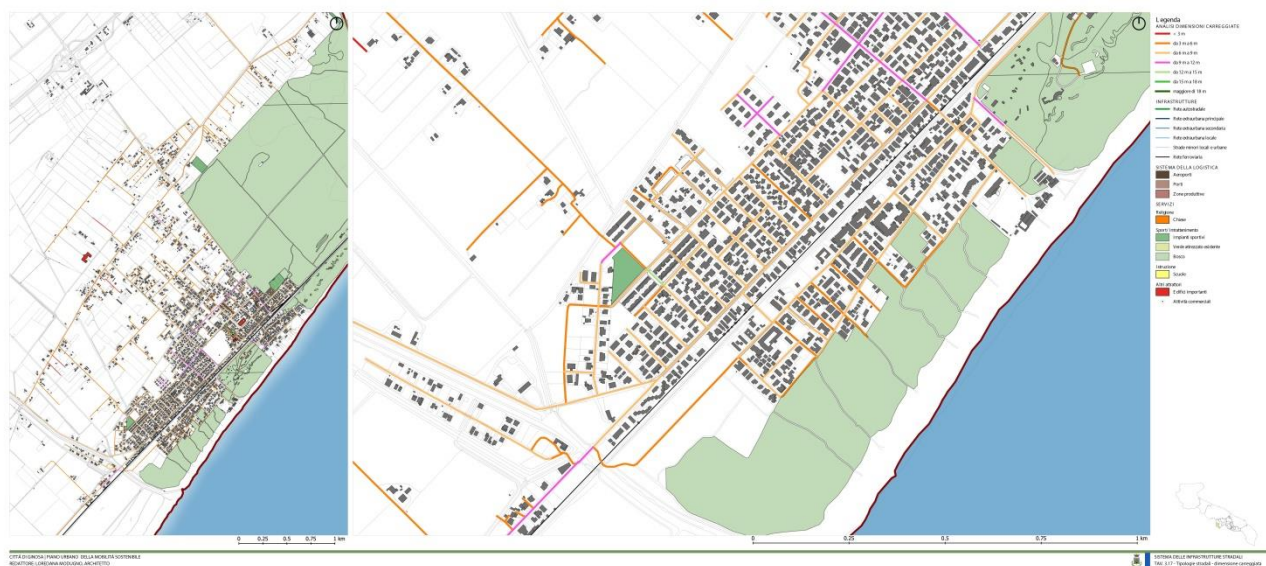 Legenda
ANALISI DIMENSIONI CARREGGIATE
< 3 m
da 3 m a 6 m
da 6 m a 9 m
da 9 m a 12 m
da 12 m a 15 m
da 15 m a 18 m
maggiore di 18 m
INFRASTRUTTURE
Rete autostradale
Rete extraurbana principale
Rete extraurbana secondaria
Rete extraurbana locale
Strade minori locali e urbane
Rete ferroviaria
SISTEMA DELLA LOGISTICA
Aeroporti
Porti
Zone produttive
SERVIZI
Religione
Chiese
Sport/Intrattenimento
Impianti sportivi
Verde attrezzato esistente
Bosco
Istruzione
Scuole
Altri attrattori
Edifici importanti
Attività commerciali
0 0.25 0.5 0.75 1 km
0 0.25 0.5 0.75 1 km
CITTÀ DI GINOSA | PIANO URBANO DELLA MOBILITÀ SOSTENIBILE
REDATTORE: LOREDANA MODUGNO, ARCHITETTO
SISTEMA DELLE INFRASTRUTTURE STRADALI
TAV. 3.17 - Tipologie stradali - dimensione carreggiata